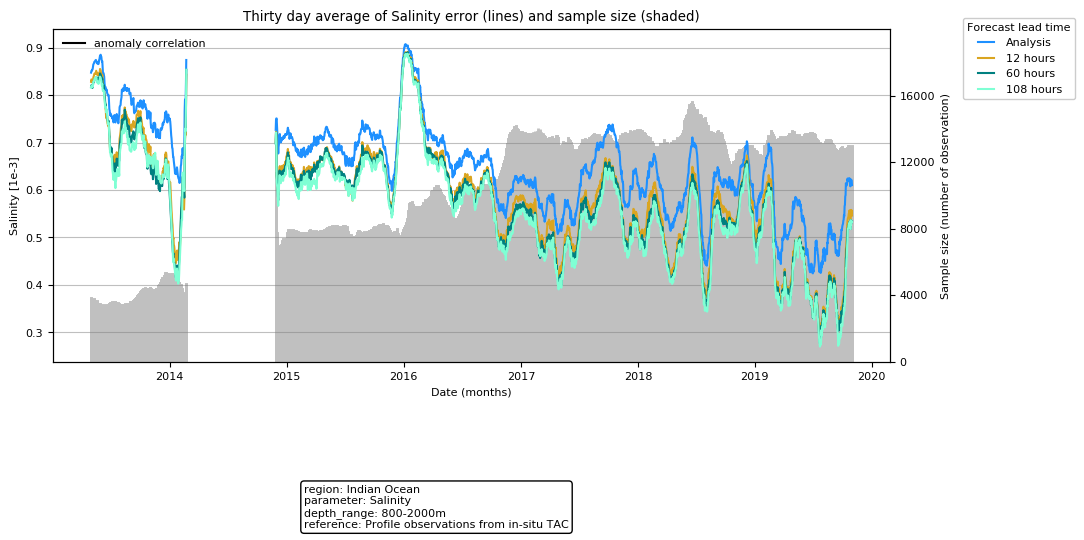 Thirty day average of Salinity error (lines) and sample size (shaded)
Forecast lead time
Analysis
12 hours
60 hours
108 hours
anomaly correlation
0.9
0.8
0.7
0.6
0.5
0.4
0.3
Salinity [1e-3]
16000
12000
8000
4000
0
Sample size (number of observation)
2014
2015
2016
2017
2018
2019
2020
Date (months)
region: Indian Ocean
parameter: Salinity
depth_range: 800-2000m
reference: Profile observations from in-situ TAC